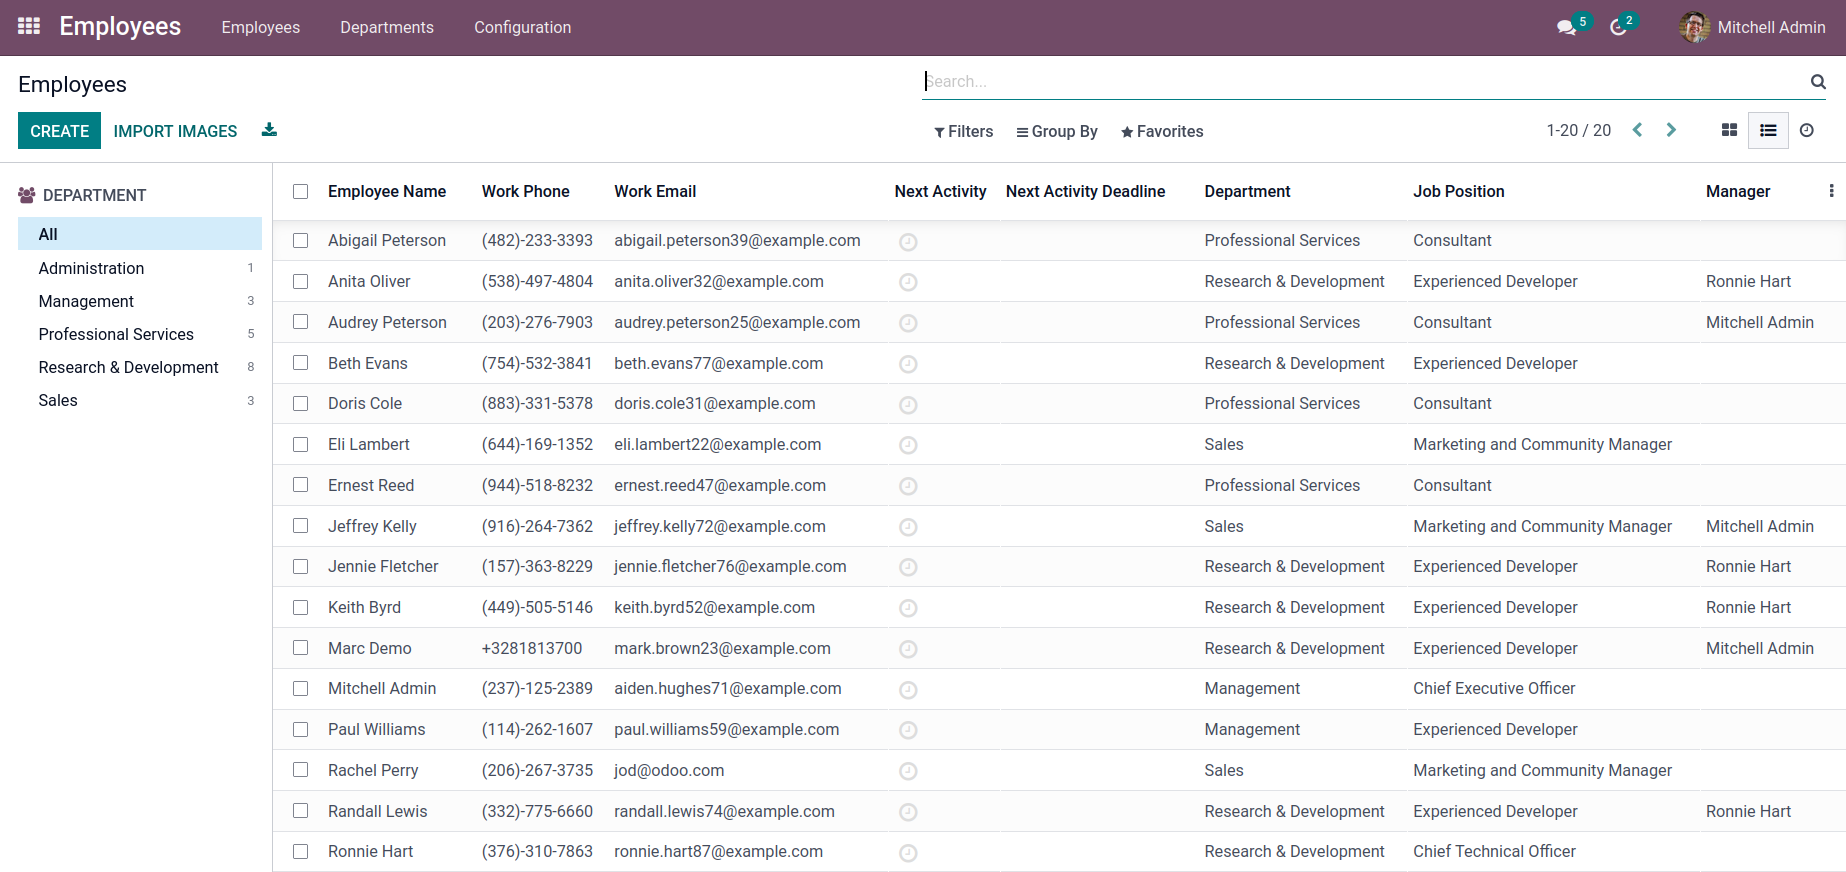 Employees Employees Departments Configuration 5 2 Mitchell Admin
Employees
Search...
CREATE IMPORT IMAGES Filters Group By Favorites 1-20 / 20
DEPARTMENT
All
Administration 1
Management 3
Professional Services 5
Research & Development 8
Sales 3
Employee Name Work Phone Work Email Next Activity Next Activity Deadline Department Job Position Manager
Abigail Peterson (482)-233-3393 abigail.peterson39@example.com Professional Services Consultant
Anita Oliver (538)-497-4804 anita.oliver32@example.com Research & Development Experienced Developer Ronnie Hart
Audrey Peterson (203)-276-7903 audrey.peterson25@example.com Professional Services Consultant Mitchell Admin
Beth Evans (754)-532-3841 beth.evans77@example.com Research & Development Experienced Developer
Doris Cole (883)-331-5378 doris.cole31@example.com Professional Services Consultant
Eli Lambert (644)-169-1352 eli.lambert22@example.com Sales Marketing and Community Manager
Ernest Reed (944)-518-8232 ernest.reed47@example.com Professional Services Consultant
Jeffrey Kelly (916)-264-7362 jeffrey.kelly72@example.com Sales Marketing and Community Manager Mitchell Admin
Jennie Fletcher (157)-363-8229 jennie.fletcher76@example.com Research & Development Experienced Developer Ronnie Hart
Keith Byrd (449)-505-5146 keith.byrd52@example.com Research & Development Experienced Developer Ronnie Hart
Marc Demo +3281813700 mark.brown23@example.com Research & Development Experienced Developer Mitchell Admin
Mitchell Admin (237)-125-2389 aiden.hughes71@example.com Management Chief Executive Officer
Paul Williams (114)-262-1607 paul.williams59@example.com Management Experienced Developer
Rachel Perry (206)-267-3735 jod@odoo.com Sales Marketing and Community Manager
Randall Lewis (332)-775-6660 randall.lewis74@example.com Research & Development Experienced Developer Ronnie Hart
Ronnie Hart (376)-310-7863 ronnie.hart87@example.com Research & Development Chief Technical Officer